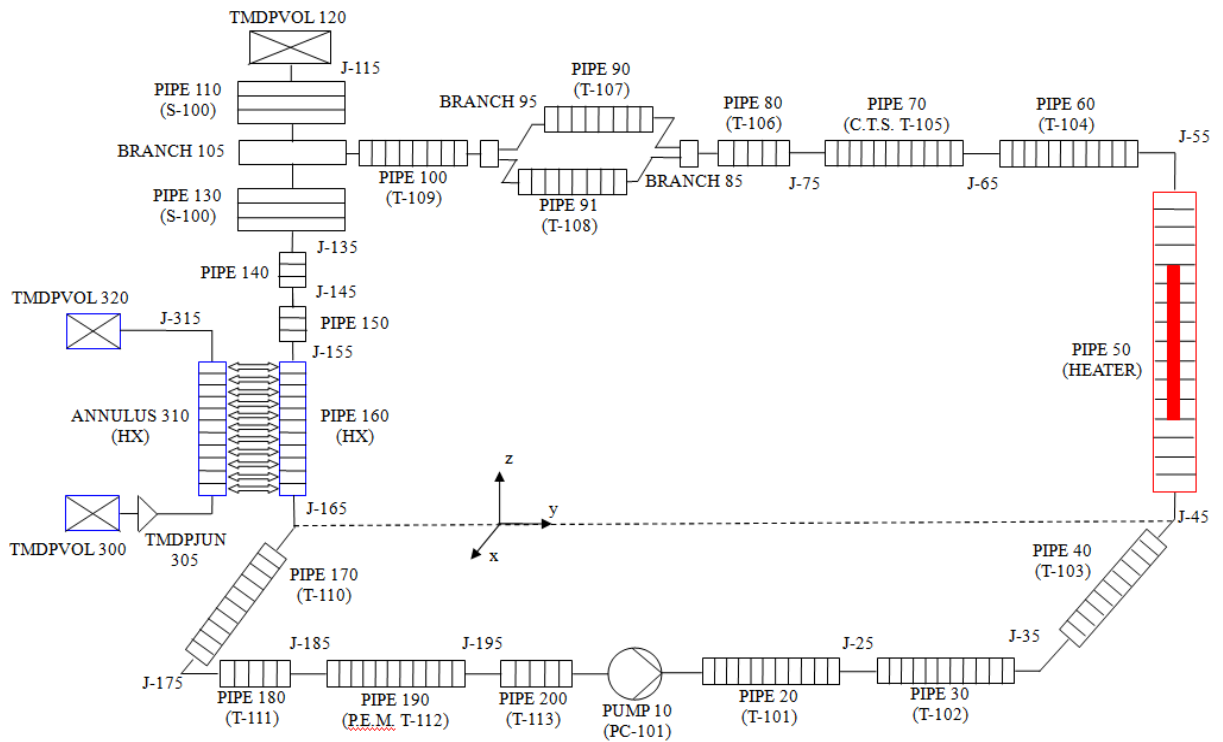 TMDPVOL 120
J-115
PIPE 110
(S-100)
BRANCH 105
PIPE 130
(S-100)
J-135
PIPE 140
J-145
TMDPVOL 320
J-315
PIPE 150
J-155
ANNULUS 310
(HX)
PIPE 160
(HX)
J-165
TMDPVOL 300
TMDPJUN
305
PIPE 100
(T-109)
BRANCH 95
PIPE 90
(T-107)
PIPE 91
(T-108)
BRANCH 85
PIPE 80
(T-106)
J-75
PIPE 70
(C.T.S. T-105)
J-65
PIPE 60
(T-104)
J-55
PIPE 50
(HEATER)
J-45
z
y
x
PIPE 40
(T-103)
J-35
PIPE 170
(T-110)
J-175
PIPE 180
(T-111)
J-185
PIPE 190
(P.E.M. T-112)
J-195
PIPE 200
(T-113)
PUMP 10
(PC-101)
PIPE 20
(T-101)
J-25
PIPE 30
(T-102)